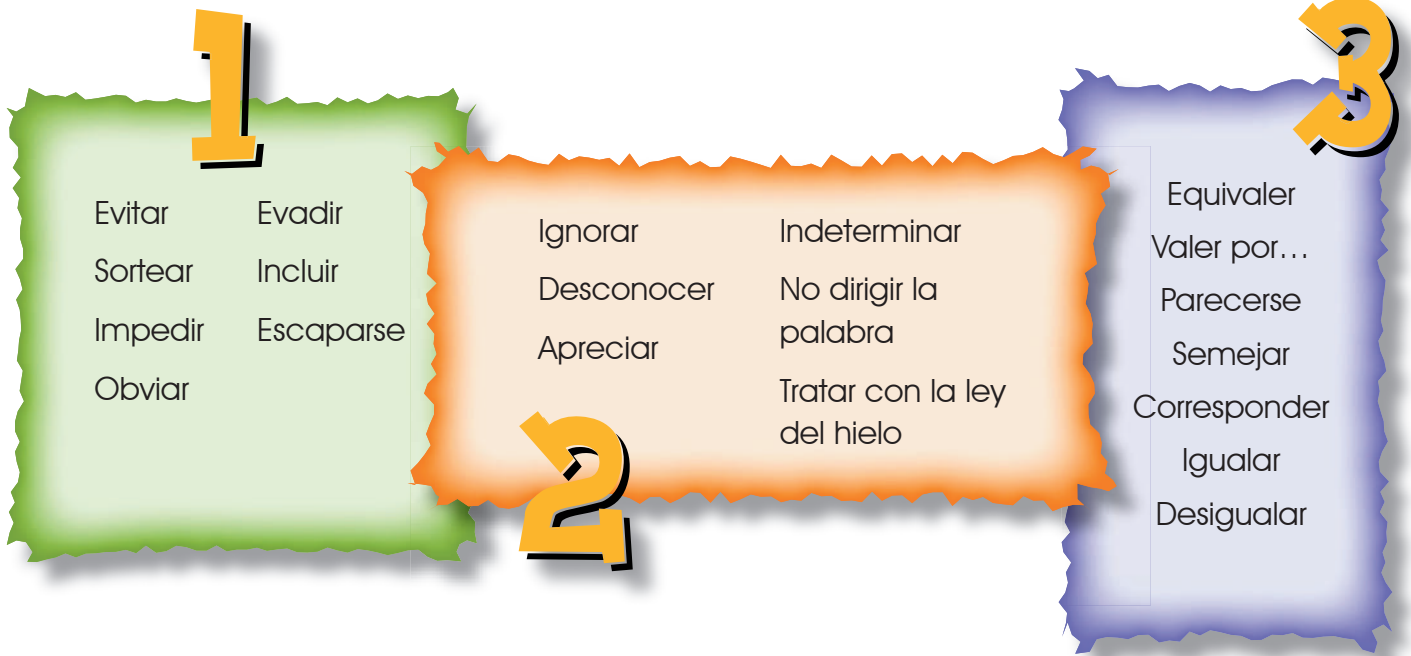 1
Evitar
Sortear
Impedir
Obviar
Evadir
Incluir
Escaparse
2
Ignorar
Desconocer
Apreciar
Indeterminar
No dirigir la
palabra
Tratar con la ley
del hielo
3
Equivaler
Valer por…
Parecerse
Semejar
Corresponder
Igualar
Desigualar